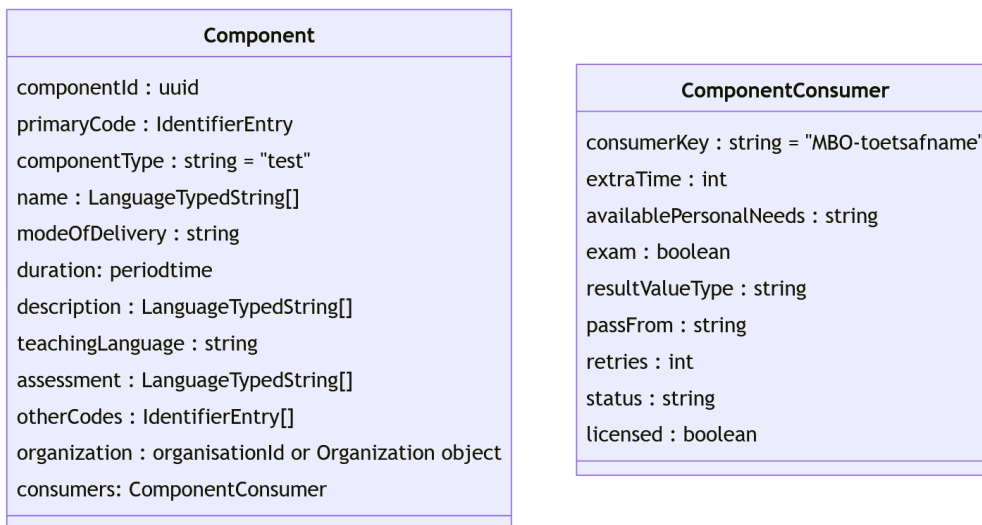 Component
componentId : uuid
primaryCode : IdentifierEntry
componentType : string = "test"
name : LanguageTypedString[]
modeOfDelivery : string
duration: periodtime
description : LanguageTypedString[]
teachingLanguage : string
assessment : LanguageTypedString[]
otherCodes : IdentifierEntry[]
organization : organisationId or Organization object
consumers: ComponentConsumer
ComponentConsumer
consumerKey : string = "MBO-toetsafname"
extraTime : int
availablePersonalNeeds : string
exam : boolean
resultValueType : string
passFrom : string
retries : int
status : string
licensed : boolean